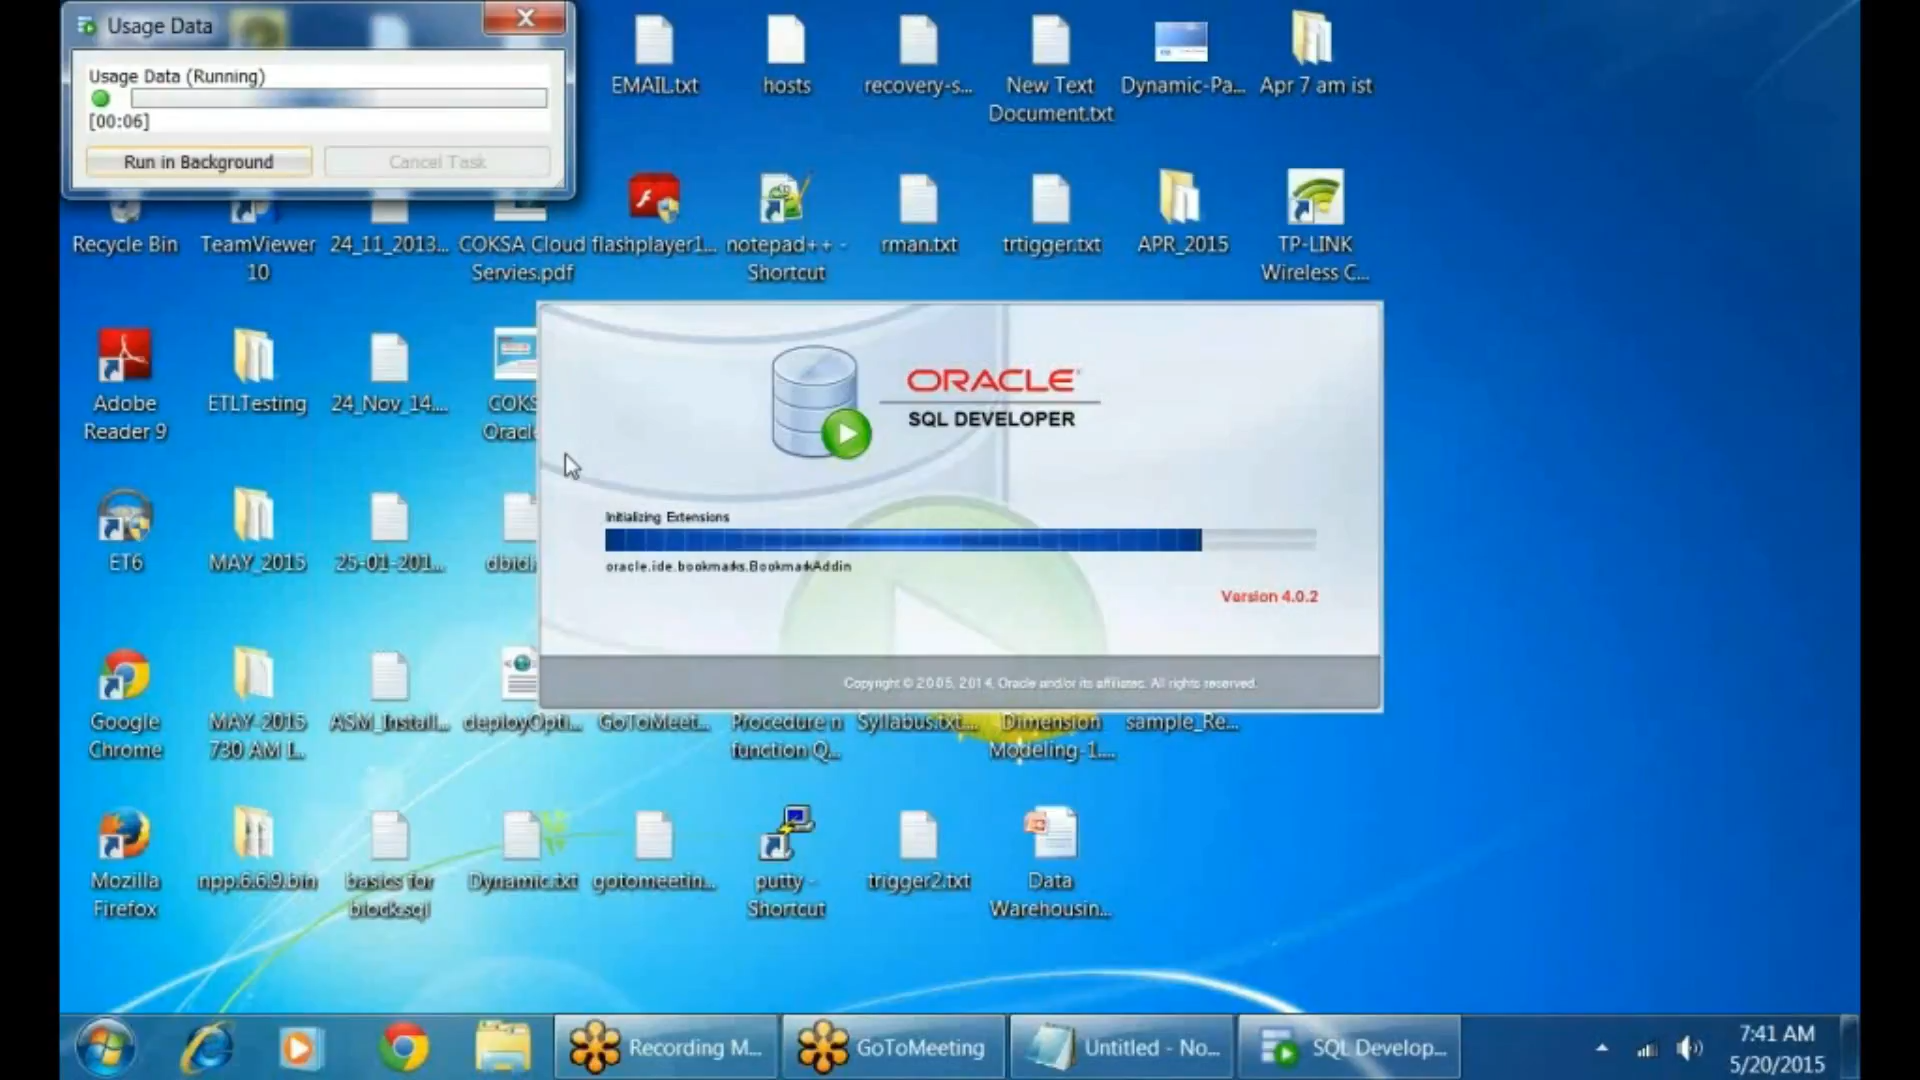 Usage Data
Usage Data (Running)
[00:06]
Run in Background
Cancel Task
EMAIL.txt
hosts
recovery-s...
New Text
Document.txt
Dynamic-Pa...
Apr 7 am ist
Recycle Bin
TeamViewer
10
24_11_2013...
COKSA Cloud
Servies.pdf
flashplayer1...
notepad++ -
Shortcut
rman.txt
trtigger.txt
APR_2015
TP-LINK
Wireless C...
Adobe
Reader 9
ETLTesting
24_Nov_14....
ORACLE
SQL DEVELOPER
Initializing Extensions
oracle.ide.bookmarks.BookmarkAddin
Version 4.0.2
Copyright © 2005, 2014, Oracle and/or its affiliates. All rights reserved.
ET6
MAY_2015
25-01-201...
Google
Chrome
MAY-2015
730 AM I...
ASM_Install...
deployOpti...
GoToMeet...
Procedure n
function Q...
Syllabus.txt...
Dimension
Modeling-1....
sample_Re...
Mozilla
Firefox
npp.6.6.9.bin
basics for
block.sql
Dynamic.txt
gotomeetin...
putty -
Shortcut
trigger2.txt
Data
Warehousin...
Recording M...
GoToMeeting
Untitled - No...
SQL Develop...
7:41 AM
5/20/2015